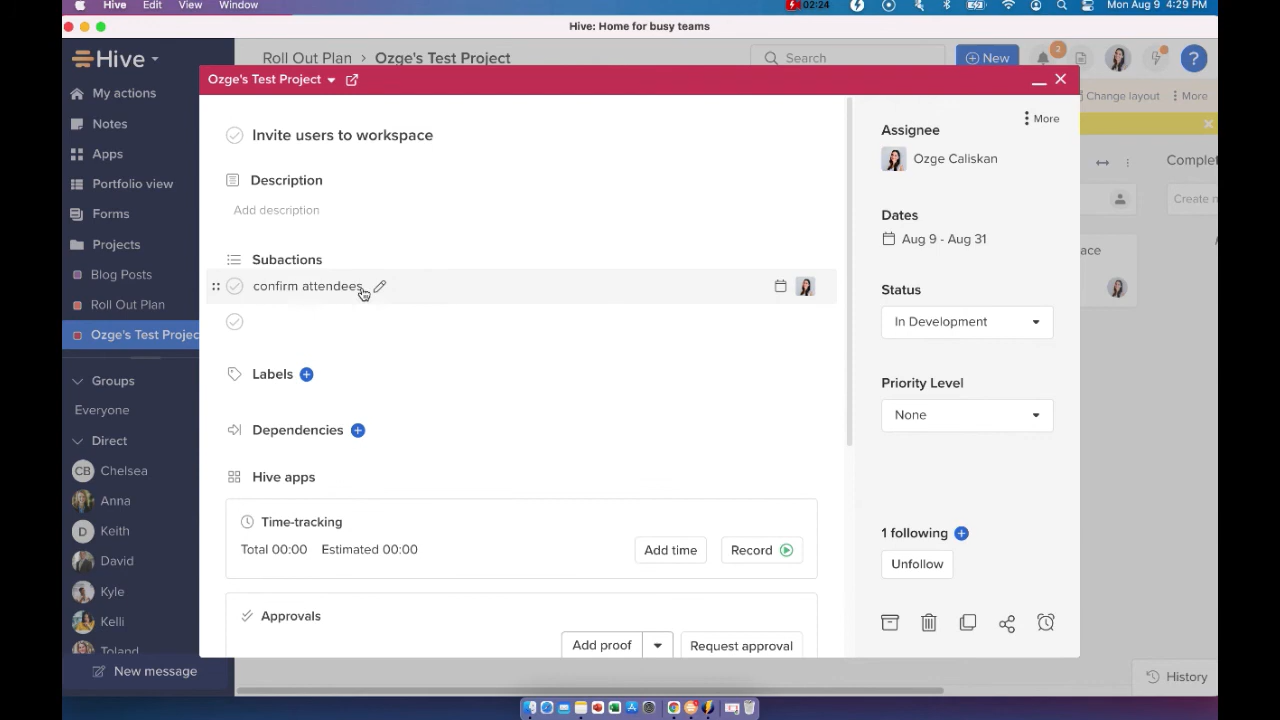 Hive Edit View Window
02:24
Mon Aug 9 4:29 PM
Hive: Home for busy teams
Hive
Roll Out Plan > Ozge's Test Project
Search
New
2
?
Ozge's Test Project
My actions
Notes
Apps
Portfolio view
Forms
Projects
Blog Posts
Roll Out Plan
Ozge's Test Projec
Groups
Everyone
Direct
CB Chelsea
Anna
D Keith
David
Kyle
Kelli
Toland
New message
Invite users to workspace
Description
Add description
Subactions
confirm attendees
Labels
Dependencies
Hive apps
Time-tracking
Total 00:00 Estimated 00:00
Add time
Record
Approvals
Add proof
Request approval
More
Assignee
Ozge Caliskan
Dates
Aug 9 - Aug 31
Status
In Development
Priority Level
None
1 following
Unfollow
Change layout
More
Complet
Create n
ace
History